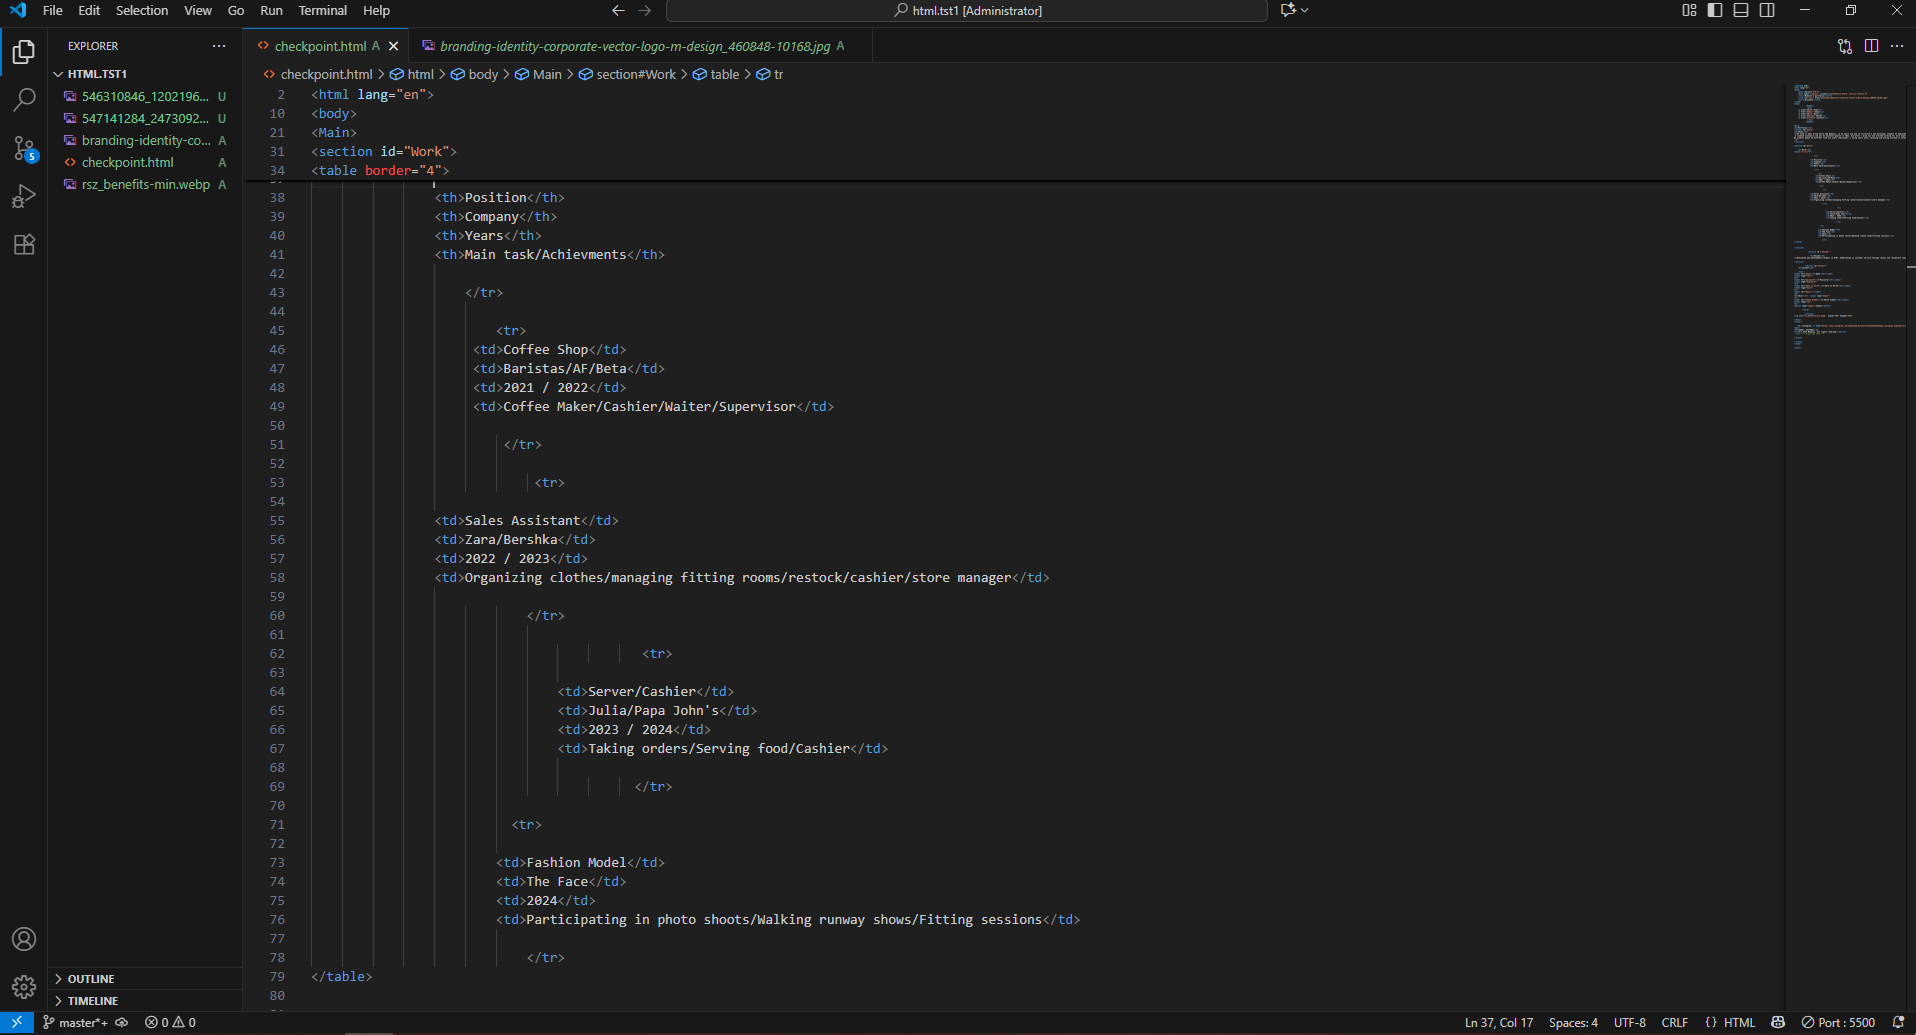 File Edit Selection View Go Run Terminal Help
html.tst1 [Administrator]
EXPLORER
HTML.TST1
546310846_1202196... U
547141284_2473092... U
branding-identity-co... A
checkpoint.html A
rsz_benefits-min.webp A
OUTLINE
TIMELINE
checkpoint.html A
branding-identity-corporate-vector-logo-m-design_460848-10168.jpg A
checkpoint.html > html > body > Main > section#Work > table > tr
2 <html lang="en">
10 <body>
21 <Main>
31 <section id="Work">
34 <table border="4">
38 <th>Position</th>
39 <th>Company</th>
40 <th>Years</th>
41 <th>Main task/Achievments</th>
42
43 </tr>
44
45 <tr>
46 <td>Coffee Shop</td>
47 <td>Baristas/AF/Beta</td>
48 <td>2021 / 2022</td>
49 <td>Coffee Maker/Cashier/Waiter/Supervisor</td>
50
51 </tr>
52
53 <tr>
54
55 <td>Sales Assistant</td>
56 <td>Zara/Bershka</td>
57 <td>2022 / 2023</td>
58 <td>Organizing clothes/managing fitting rooms/restock/cashier/store manager</td>
59
60 </tr>
61
62 <tr>
63
64 <td>Server/Cashier</td>
65 <td>Julia/Papa John's</td>
66 <td>2023 / 2024</td>
67 <td>Taking orders/Serving food/Cashier</td>
68
69 </tr>
70
71 <tr>
72
73 <td>Fashion Model</td>
74 <td>The Face</td>
75 <td>2024</td>
76 <td>Participating in photo shoots/Walking runway shows/Fitting sessions</td>
77
78 </tr>
79 </table>
80
5
master*+ 0 0 Ln 37, Col 17 Spaces: 4 UTF-8 CRLF {} HTML Port : 5500